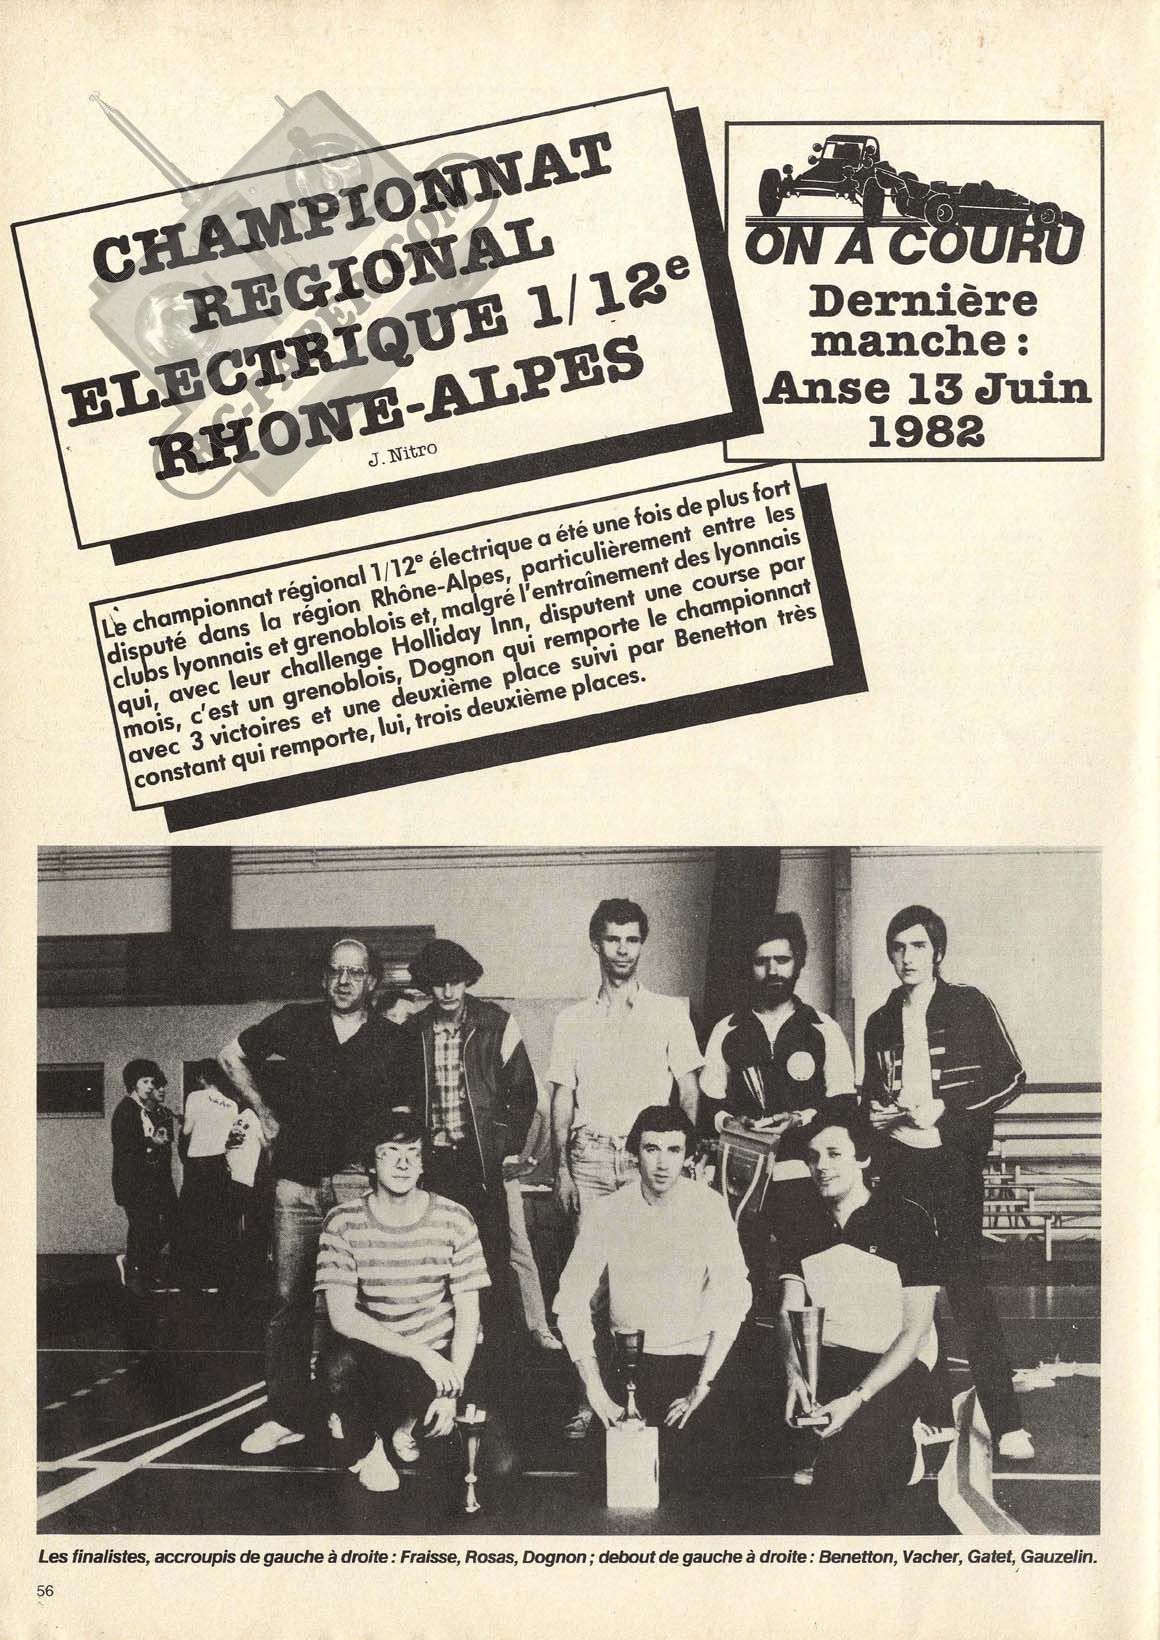 CHAMPIONNAT
REGIONAL
ELECTRIQUE 1/12e
RHONE-ALPES
J. Nitro
RC-PAPER.COM
ON A COURU
Dernière
manche :
Anse 13 Juin
1982
Le championnat régional 1/12e électrique a été une fois de plus fort
disputé dans la région Rhône-Alpes, particulièrement entre les
clubs lyonnais et grenoblois et, malgré l'entraînement des lyonnais
qui, avec leur challenge Holliday Inn, disputent une course par
mois, c'est un grenoblois, Dognon qui remporte le championnat
avec 3 victoires et une deuxième place suivi par Benetton très
constant qui remporte, lui, trois deuxième places.
Les finalistes, accroupis de gauche à droite : Fraisse, Rosas, Dognon ; debout de gauche à droite : Benetton, Vacher, Gatet, Gauzelin.
56